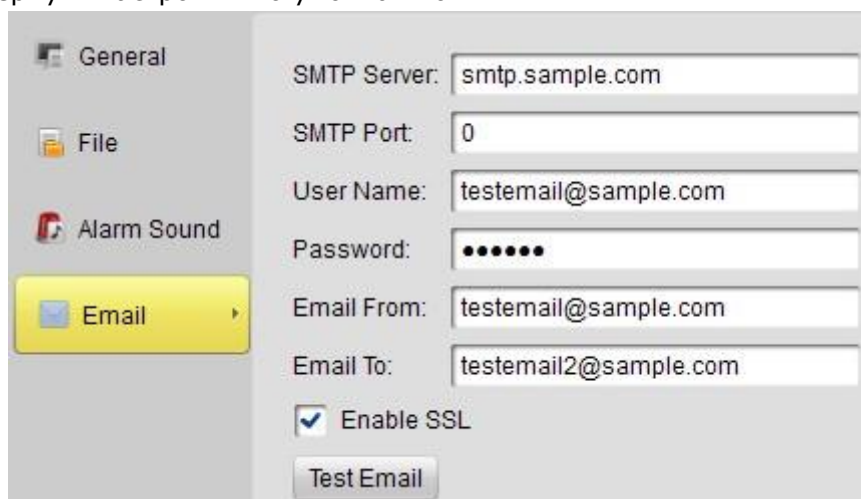 General
File
Alarm Sound
Email
SMTP Server: smtp.sample.com
SMTP Port: 0
User Name: testemail@sample.com
Password: ••••••
Email From: testemail@sample.com
Email To: testemail2@sample.com
Enable SSL
Test Email